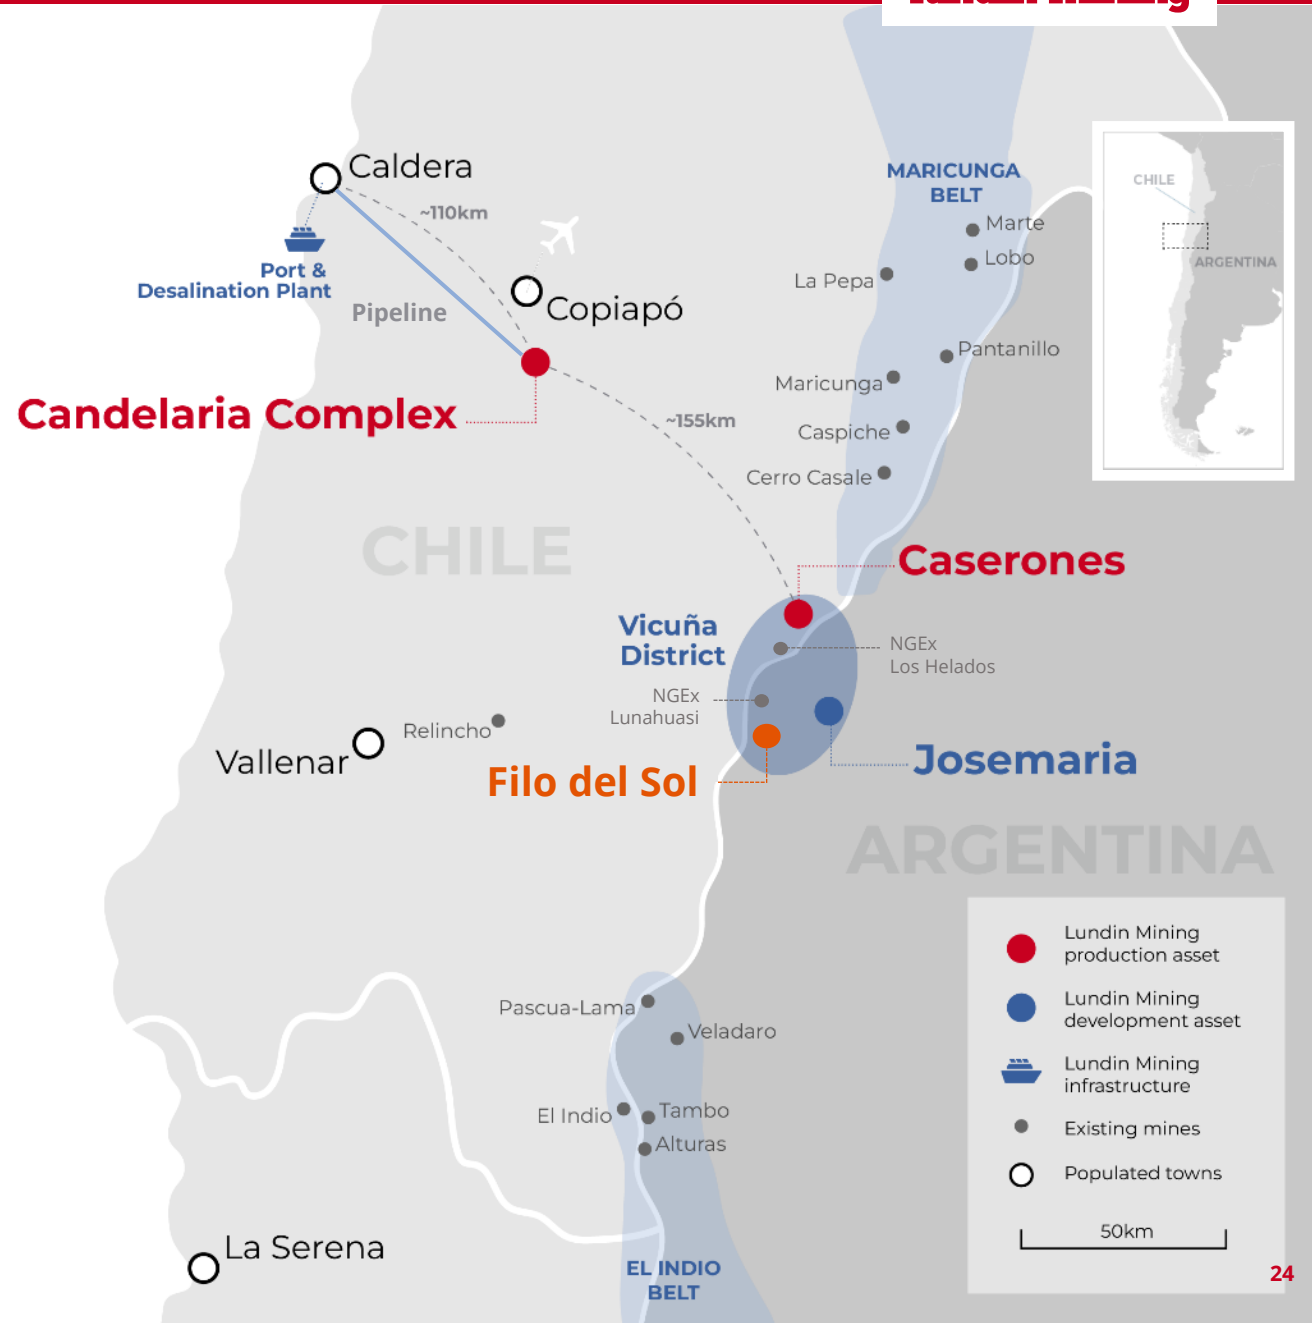 Caldera
~110km
Port &
Desalination Plant
Pipeline
Copiapó
Candelaria Complex
~155km
MARICUNGA
BELT
Marte
Lobo
La Pepa
Pantanillo
Maricunga
Caspiche
Cerro Casale
CHILE
ARGENTINA
CHILE
Caserones
Vicuña
District
NGEx
Los Helados
NGEx
Lunahuasi
Relincho
Vallenar
Filo del Sol
Josemaria
ARGENTINA
Pascua-Lama
Veladaro
El Indio
Tambo
Alturas
La Serena
EL INDIO
BELT
Lundin Mining
production asset
Lundin Mining
development asset
Lundin Mining
infrastructure
Existing mines
Populated towns
50km
24